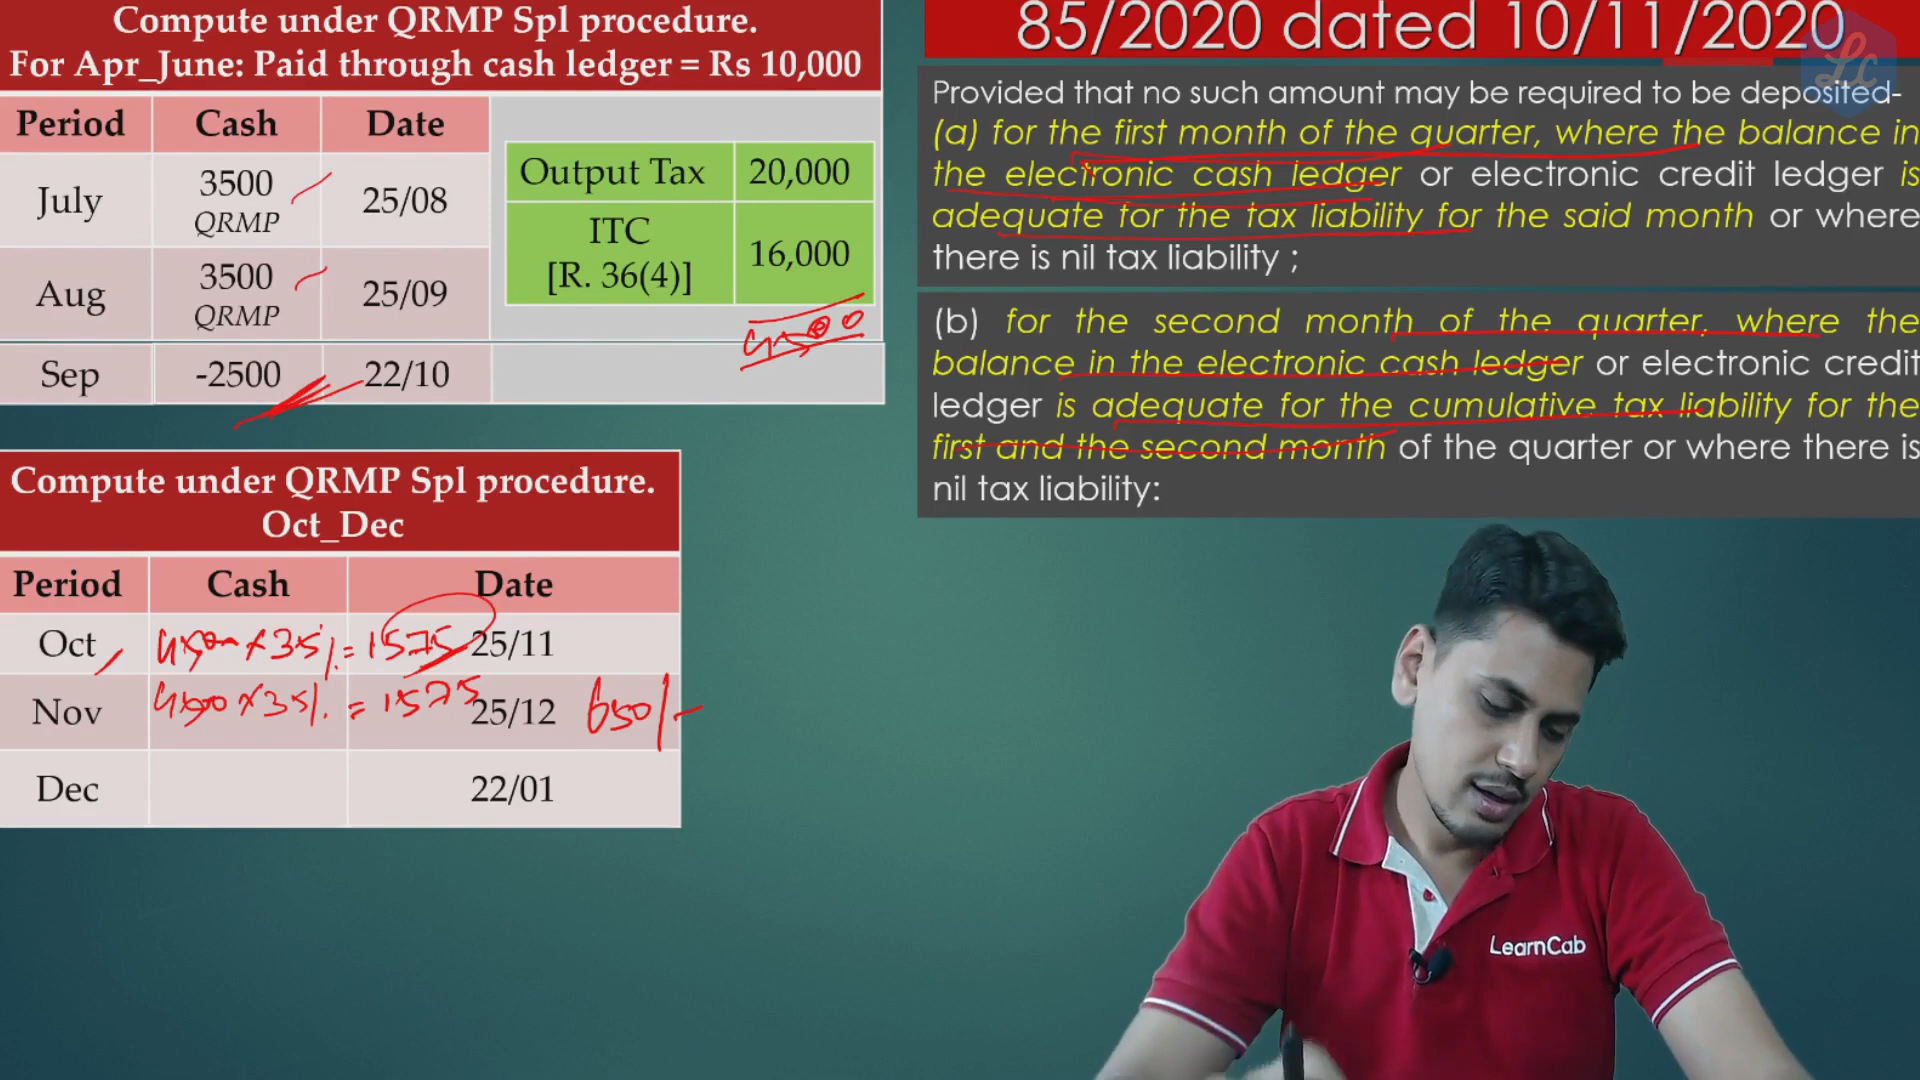 Compute under QRMP Spl procedure.
For Apr_June: Paid through cash ledger = Rs 10,000
Period Cash Date
July 3500 QRMP 25/08
Aug 3500 QRMP 25/09
Sep -2500 22/10
Output Tax 20,000
ITC [R. 36(4)] 16,000
4500
Compute under QRMP Spl procedure.
Oct_Dec
Period Cash Date
Oct 4500 x 35% = 1575 25/11
Nov 4500 x 35% = 1575 25/12 650/-
Dec 22/01
85/2020 dated 10/11/2020
Lc
Provided that no such amount may be required to be deposited-
(a) for the first month of the quarter, where the balance in
the electronic cash ledger or electronic credit ledger is
adequate for the tax liability for the said month or where
there is nil tax liability ;
(b) for the second month of the quarter, where the
balance in the electronic cash ledger or electronic credit
ledger is adequate for the cumulative tax liability for the
first and the second month of the quarter or where there is
nil tax liability:
LearnCab